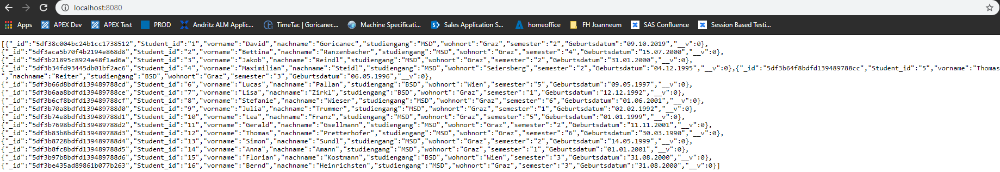 localhost:8080
Apps APEX Dev APEX Test PROD Andritz ALM Applic... TimeTac | Goricanec... Machine Specificati... Sales Application S... homeoffice FH Joanneum SAS Confluence Session Based Testi...
[{"_id":"5df38c004bc24b1cc1738512","Student_id":"1","vorname":"David","nachname":"Goricanec","studiengang":"MSD","wohnort":"Graz","semester":"2","Geburtsdatum":"09.10.2019","__v":0},
{"_id":"5df3aca5b70f4b2194e868d8","Student_id":"2","vorname":"Bettina","nachname":"Ranzenbacher","studiengang":"MSD","wohnort":"Graz","semester":"4","Geburtsdatum":"15.07.2000","__v":0},
{"_id":"5df3b21895c8924a48f1ad6a","Student_id":"3","vorname":"Jakob","nachname":"Reindl","studiengang":"MSD","wohnort":"Graz","semester":"2","Geburtsdatum":"31.01.2000","__v":0},
{"_id":"5df3b34fd93445db01bf2ac6","Student_id":"4","vorname":"Maximilian","nachname":"Steidl","studiengang":"MSD","wohnort":"Seiersberg","semester":"2","Geburtsdatum":"04.12.1995","__v":0},{"_id":"5df3b64f8bdfd139489788cc","Student_id":"5","vorname":"Thomas
","nachname":"Reiter","studiengang":"BSD","wohnort":"Graz","semester":"3","Geburtsdatum":"06.05.1996","__v":0},
{"_id":"5df3b66d8bdfd139489788cd","Student_id":"6","vorname":"Lucas","nachname":"Pallan","studiengang":"BSD","wohnort":"Wien","semester":"5","Geburtsdatum":"09.05.1997","__v":0},
{"_id":"5df3b6aa8bdfd139489788ce","Student_id":"7","vorname":"Lisa","nachname":"Zirkl","studiengang":"BSD","wohnort":"Graz","semester":"1","Geburtsdatum":"12.12.1992","__v":0},
{"_id":"5df3b6cf8bdfd139489788cf","Student_id":"8","vorname":"Stefanie","nachname":"Wieser","studiengang":"MSD","wohnort":"Graz","semester":"6","Geburtsdatum":"01.06.2001","__v":0},
{"_id":"5df3b70a8bdfd139489788d0","Student_id":"9","vorname":"Julia","nachname":"Trummer","studiengang":"MSD","wohnort":"Graz","semester":"1","Geburtsdatum":"02.02.1992","__v":0},
{"_id":"5df3b74e8bdfd139489788d1","Student_id":"10","vorname":"Lea","nachname":"Franz","studiengang":"MSD","wohnort":"Graz","semester":"5","Geburtsdatum":"01.01.1999","__v":0},
{"_id":"5df3b7698bdfd139489788d2","Student_id":"11","vorname":"Gerald","nachname":"Gsellmann","studiengang":"MSD","wohnort":"Graz","semester":"2","Geburtsdatum":"11.11.2001","__v":0},
{"_id":"5df3b83b8bdfd139489788d3","Student_id":"12","vorname":"Thomas","nachname":"Pretterhofer","studiengang":"MSD","wohnort":"Graz","semester":"6","Geburtsdatum":"30.03.1990","__v":0},
{"_id":"5df3b8728bdfd139489788d4","Student_id":"13","vorname":"Simon","nachname":"Sundl","studiengang":"MSD","wohnort":"Graz","semester":"2","Geburtsdatum":"14.05.1999","__v":0},
{"_id":"5df3b8fc8bdfd139489788d5","Student_id":"14","vorname":"Anna","nachname":"Amann","studiengang":"MSD","wohnort":"Graz","semester":"1","Geburtsdatum":"01.01.2001","__v":0},
{"_id":"5df3b97b8bdfd139489788d6","Student_id":"15","vorname":"Florian","nachname":"Kostmann","studiengang":"BSD","wohnort":"Wien","semester":"3","Geburtsdatum":"31.08.2000","__v":0},
{"_id":"5df3be435ad89861b077b263","Student_id":"16","vorname":"Bernd","nachname":"Heinrichsten","studiengang":"MSD","wohnort":"Graz","semester":"3","Geburtsdatum":"31.08.2000","__v":0}]